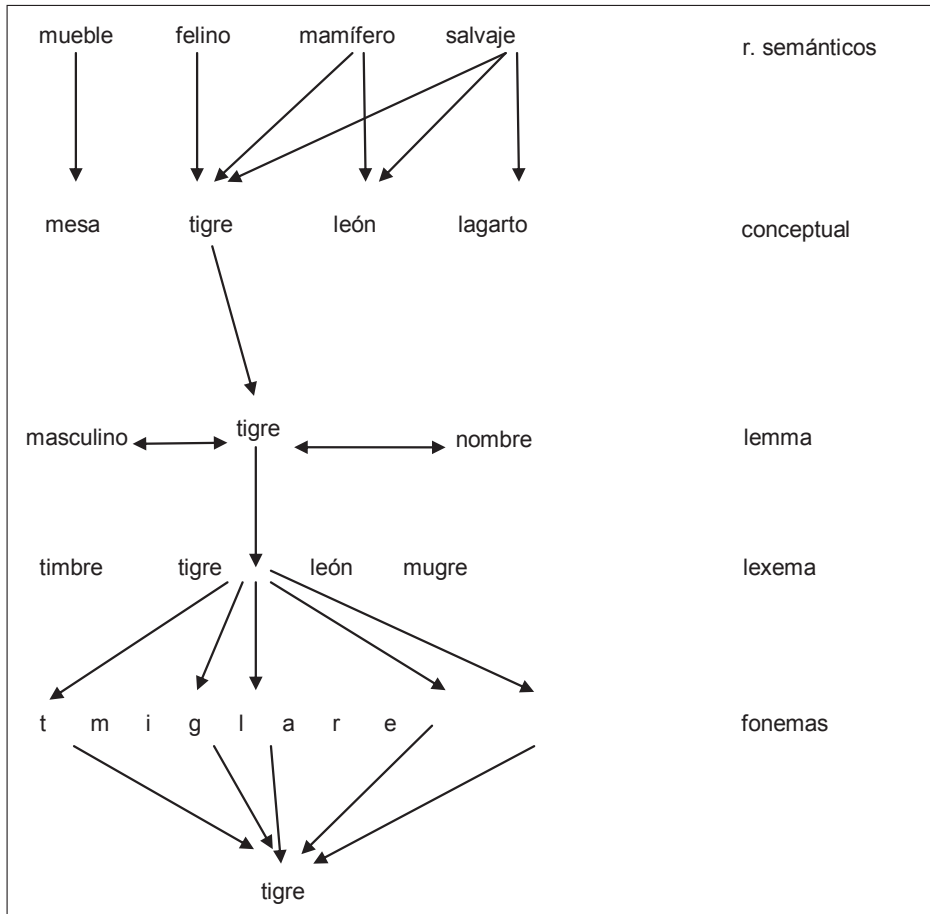 mueble felino mamífero salvaje r. semánticos
mesa tigre león lagarto conceptual
masculino tigre nombre lemma
timbre tigre león mugre lexema
t m i g l a r e fonemas
tigre